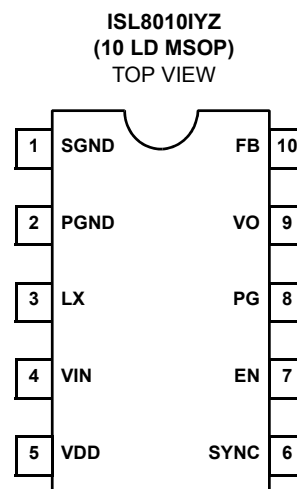 ISL8010IYZ
(10 LD MSOP)
TOP VIEW
1 SGND FB 10
2 PGND VO 9
3 LX PG 8
4 VIN EN 7
5 VDD SYNC 6